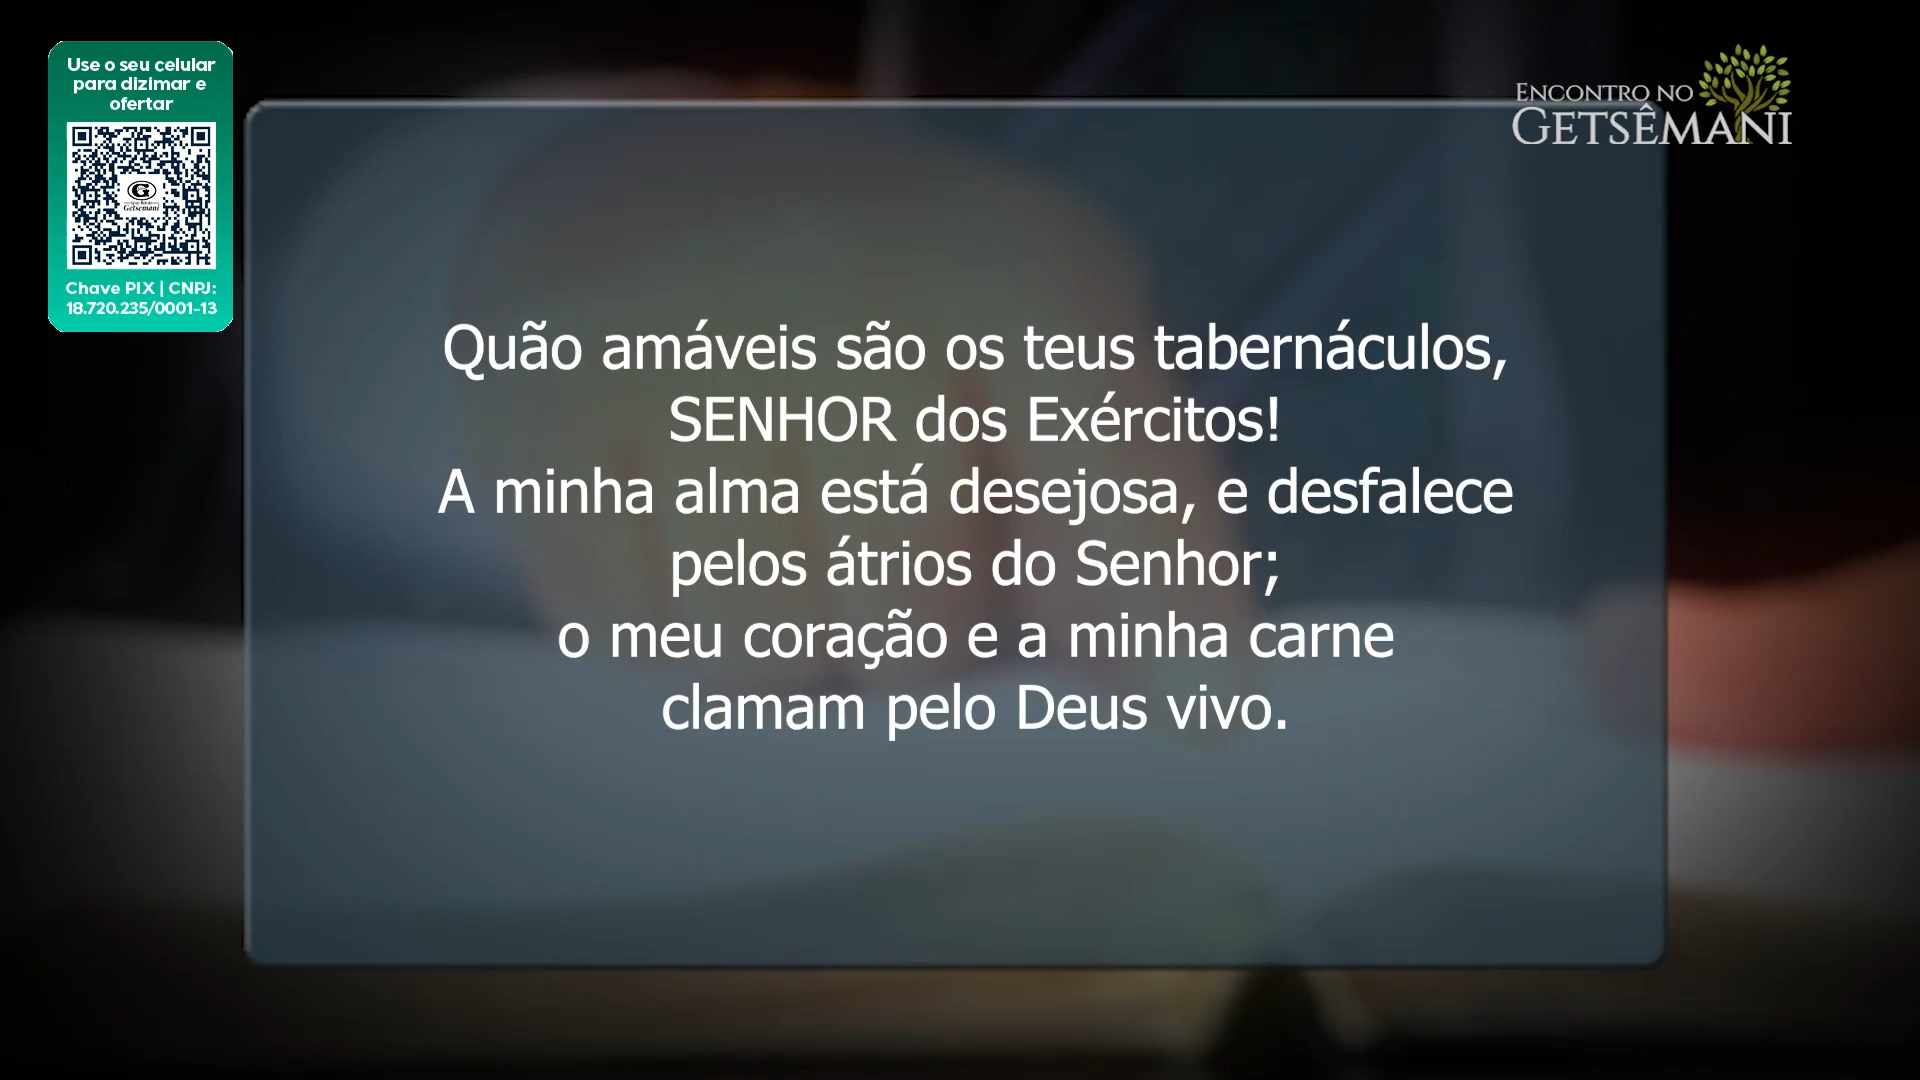 Use o seu celular
para dizimar e
ofertar
G
Getsemani
Chave PIX | CNPJ:
18.720.235/0001-13
ENCONTRO NO
GETSÊMANI
Quão amáveis são os teus tabernáculos,
SENHOR dos Exércitos!
A minha alma está desejosa, e desfalece
pelos átrios do Senhor;
o meu coração e a minha carne
clamam pelo Deus vivo.